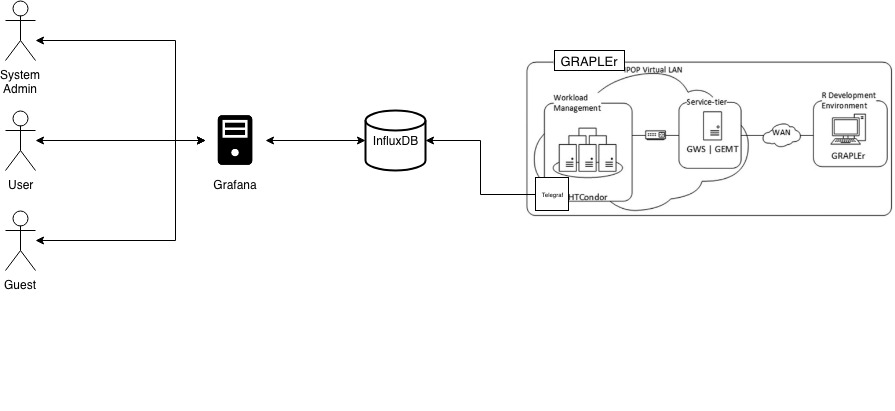 System
Admin
User
Guest
Grafana
InfluxDB
GRAPLEr
IPOP Virtual LAN
Workload
Management
Telegraf
HTCondor
Service-tier
GWS | GEMT
WAN
R Development
Environment
GRAPLEr